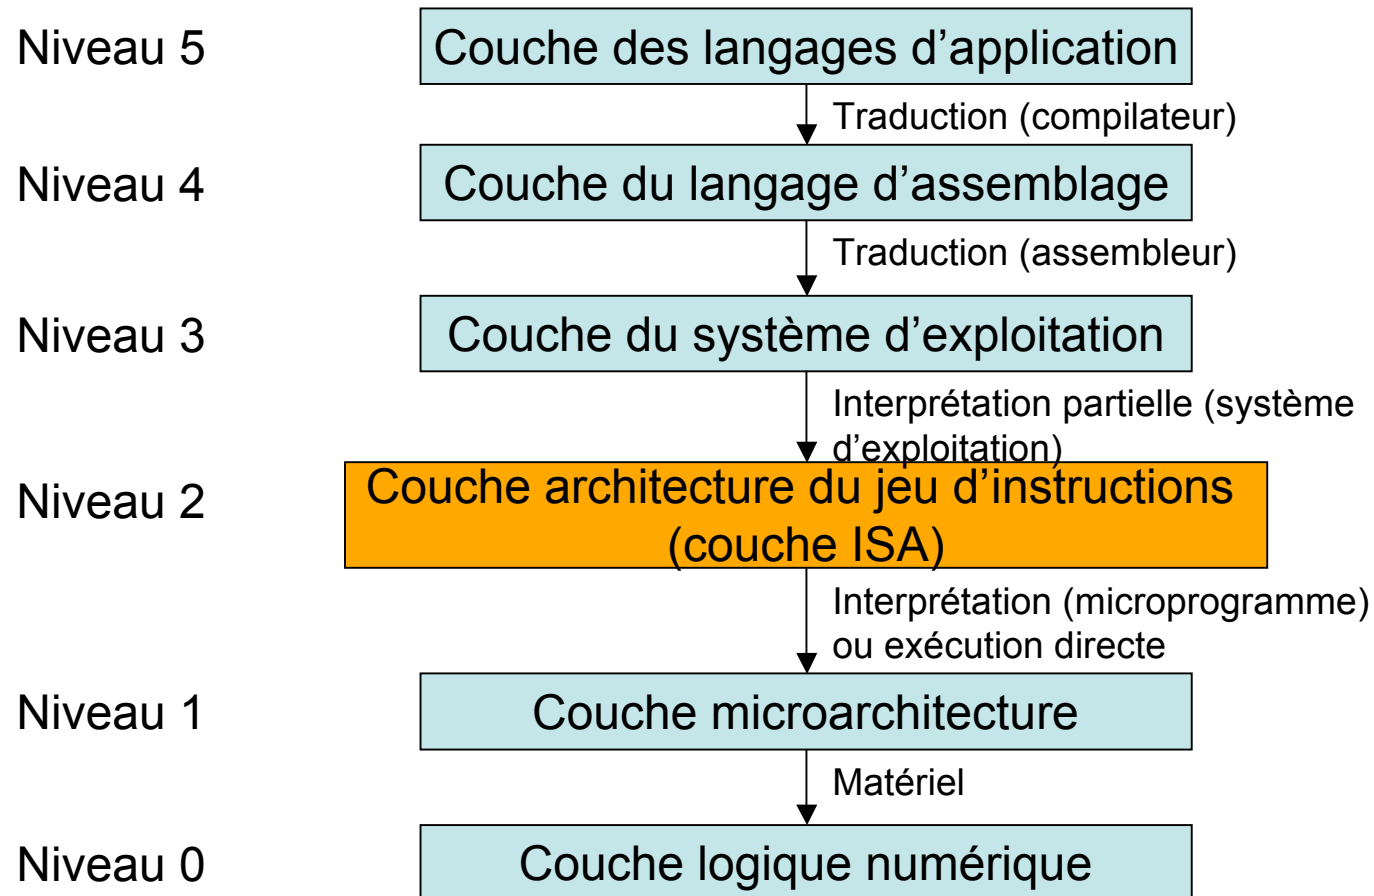 Niveau 5
Couche des langages d’application
Traduction (compilateur)
Niveau 4
Couche du langage d’assemblage
Traduction (assembleur)
Niveau 3
Couche du système d’exploitation
Interprétation partielle (système
d’exploitation)
Niveau 2
Couche architecture du jeu d’instructions
(couche ISA)
Interprétation (microprogramme)
ou exécution directe
Niveau 1
Couche microarchitecture
Matériel
Niveau 0
Couche logique numérique